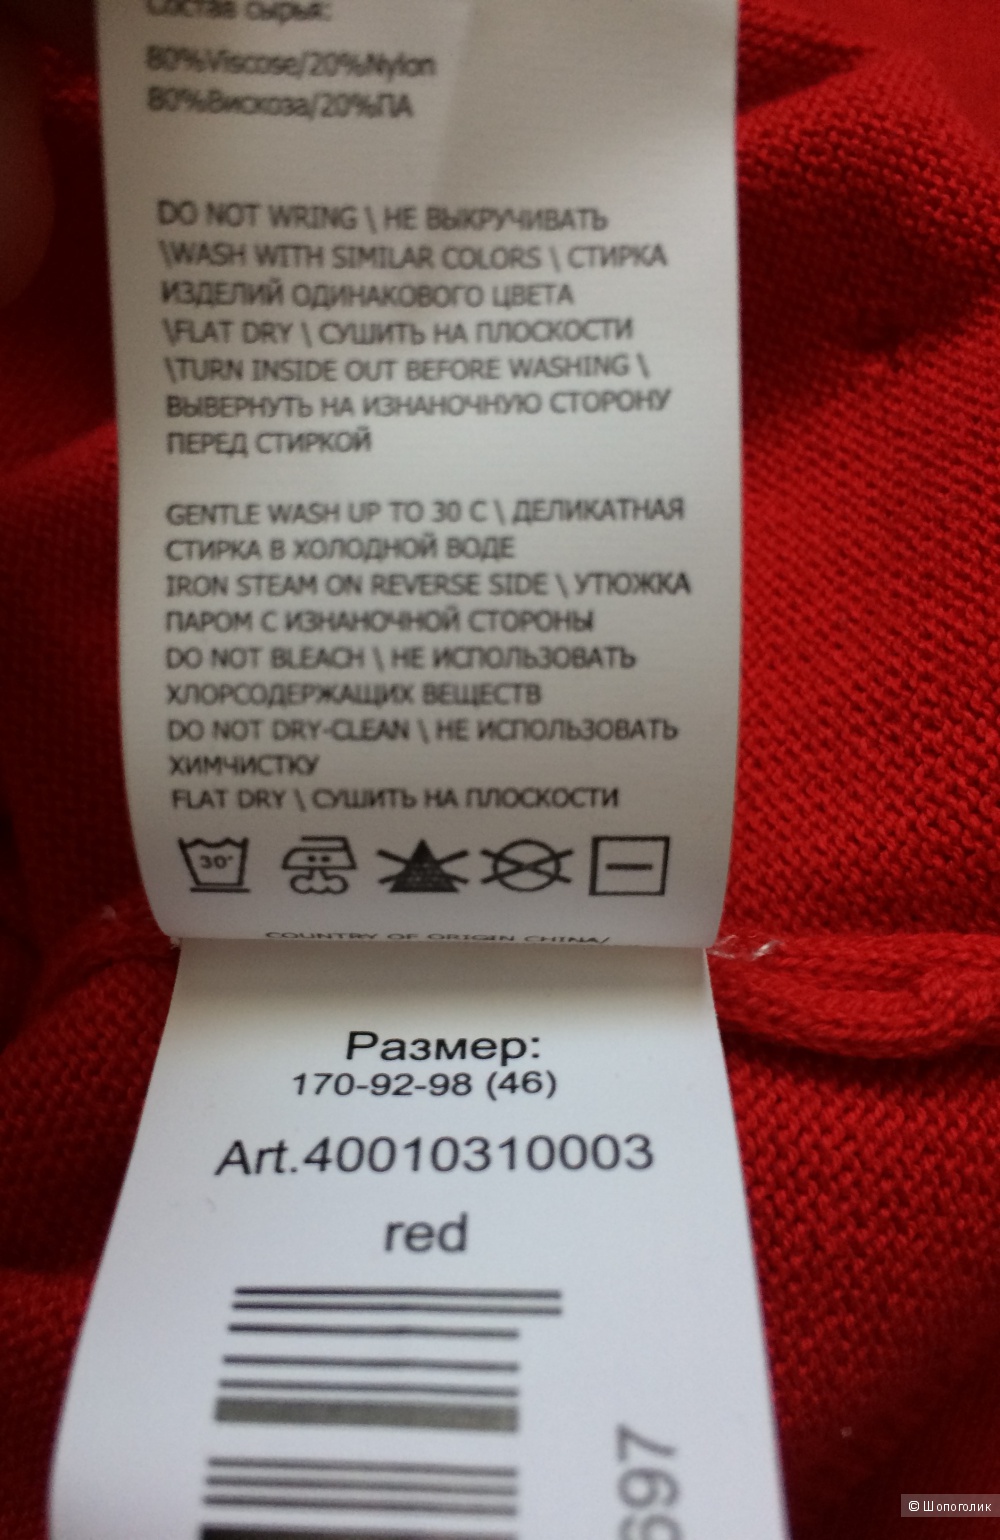 Состав сырья:
80%Viscose/20%Nylon
80%Вискоза/20%ПА
DO NOT WRING \ НЕ ВЫКРУЧИВАТЬ
\WASH WITH SIMILAR COLORS \ СТИРКА
ИЗДЕЛИЙ ОДИНАКОВОГО ЦВЕТА
\FLAT DRY \ СУШИТЬ НА ПЛОСКОСТИ
\TURN INSIDE OUT BEFORE WASHING \
ВЫВЕРНУТЬ НА ИЗНАНОЧНУЮ СТОРОНУ
ПЕРЕД СТИРКОЙ
GENTLE WASH UP TO 30 C \ ДЕЛИКАТНАЯ
СТИРКА В ХОЛОДНОЙ ВОДЕ
IRON STEAM ON REVERSE SIDE \ УТЮЖКА
ПАРОМ С ИЗНАНОЧНОЙ СТОРОНЫ
DO NOT BLEACH \ НЕ ИСПОЛЬЗОВАТЬ
ХЛОРСОДЕРЖАЩИХ ВЕЩЕСТВ
DO NOT DRY-CLEAN \ НЕ ИСПОЛЬЗОВАТЬ
ХИМЧИСТКУ
FLAT DRY \ СУШИТЬ НА ПЛОСКОСТИ
30°
COUNTRY OF ORIGIN CHINA/
Размер:
170-92-98 (46)
Art.40010310003
red
697
© Шопоголик